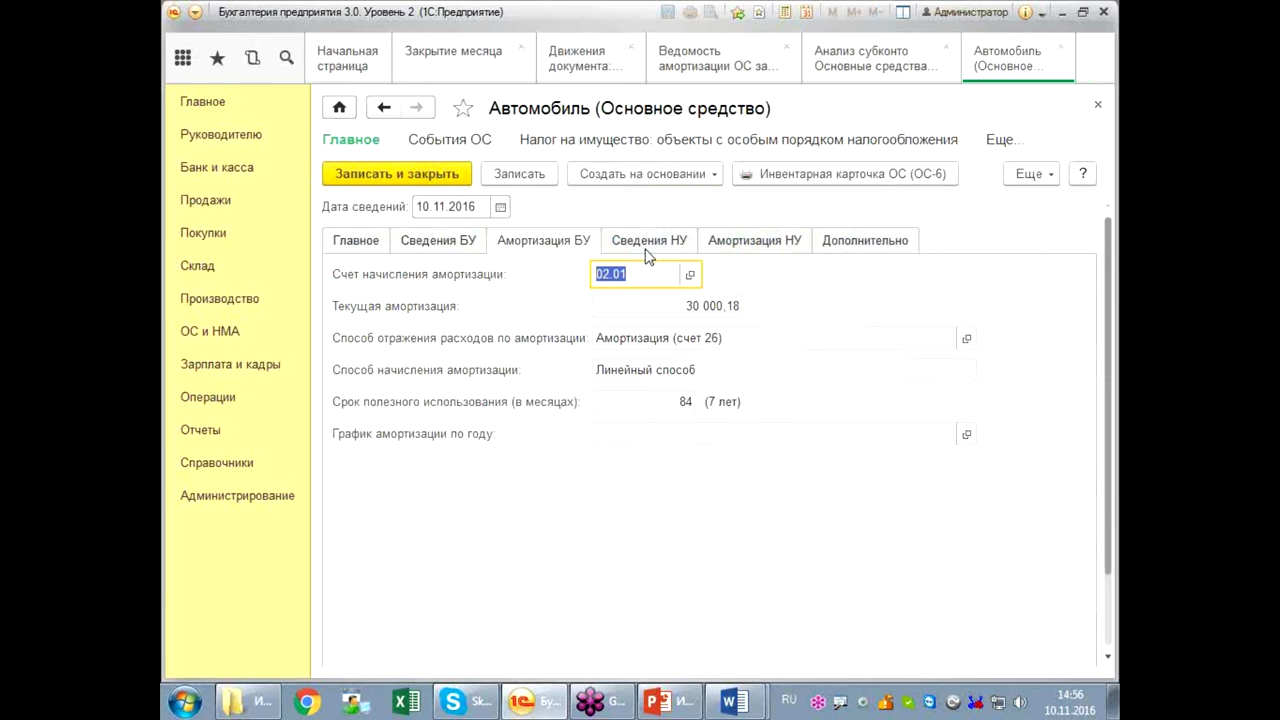 Бухгалтерия предприятия 3.0. Уровень 2 (1С:Предприятие)
M M+ M-
Администратор
Начальная страница
Закрытие месяца
Движения документа:...
Ведомость амортизации ОС за...
Анализ субконто Основные средства...
Автомобиль (Основное...
Главное
Руководителю
Банк и касса
Продажи
Покупки
Склад
Производство
ОС и НМА
Зарплата и кадры
Операции
Отчеты
Справочники
Администрирование
Автомобиль (Основное средство)
Главное События ОС Налог на имущество: объекты с особым порядком налогообложения Еще...
Записать и закрыть Записать Создать на основании Инвентарная карточка ОС (ОС-6) Еще ?
Дата сведений: 10.11.2016
Главное Сведения БУ Амортизация БУ Сведения НУ Амортизация НУ Дополнительно
Счет начисления амортизации: 02.01
Текущая амортизация: 30 000,18
Способ отражения расходов по амортизации: Амортизация (счет 26)
Способ начисления амортизации: Линейный способ
Срок полезного использования (в месяцах): 84 (7 лет)
График амортизации по году:
И... Sk... Бу... G... И... RU 14:56
10.11.2016